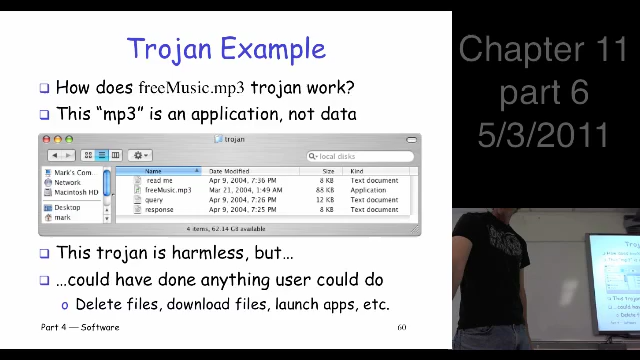 Trojan Example
How does freeMusic.mp3 trojan work?
This “mp3” is an application, not data
trojan
local disks
Mark's Com...
Network
Macintosh HD
Desktop
mark
Name Date Modified Size Kind
read me Apr 9, 2004, 7:36 PM 8 KB Text document
freeMusic.mp3 Mar 21, 2004, 1:49 AM 88 KB Application
query Apr 9, 2004, 7:26 PM 12 KB Text document
response Apr 9, 2004, 7:25 PM 8 KB Text document
4 items, 62.14 GB available
This trojan is harmless, but…
…could have done anything user could do
o Delete files, download files, launch apps, etc.
Part 4 — Software 60
Chapter 11
part 6
5/3/2011